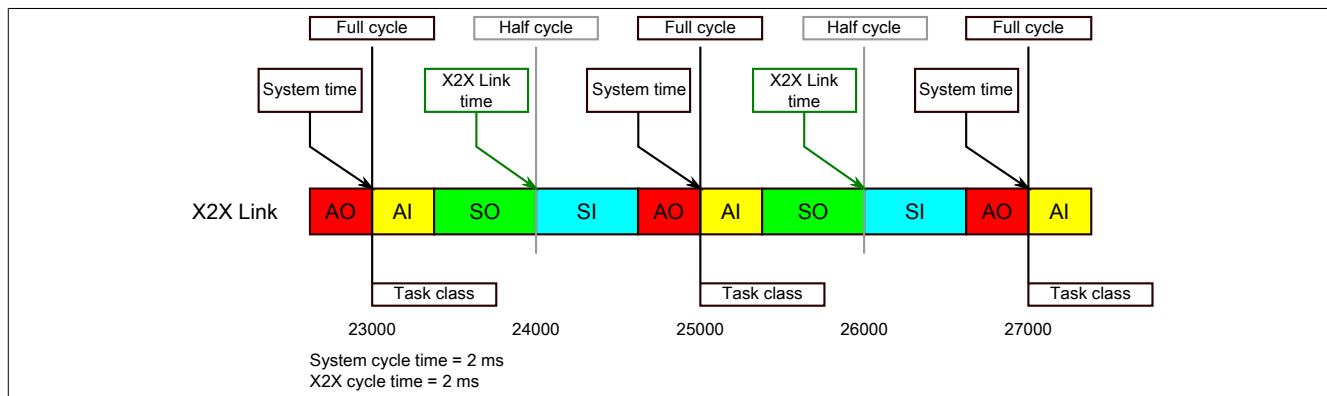 Full cycle
Half cycle
Full cycle
Half cycle
Full cycle
System time
X2X Link
time
System time
X2X Link
time
System time
X2X Link
AO
AI
SO
SI
AO
AI
SO
SI
AO
AI
Task class
Task class
Task class
23000
24000
25000
26000
27000
System cycle time = 2 ms
X2X cycle time = 2 ms